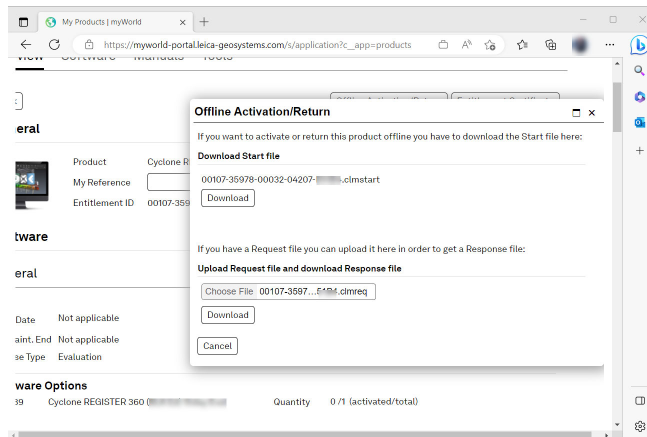 My Products | myWorld
https://myworld-portal.leica-geosystems.com/s/application?c__app=products
View Software Manuals Tools
Offline Activation/Return
eral
If you want to activate or return this product offline you have to download the Start file here:
Download Start file
Product Cyclone R
00107-35978-00032-04207- .clmstart
My Reference
Download
Entitlement ID 00107-359
tware
If you have a Request file you can upload it here in order to get a Response file:
Upload Request file and download Response file
eral
Choose File 00107-3597... .clmreq
Download
Date Not applicable
aint. End Not applicable
Cancel
se Type Evaluation
ware Options
39 Cyclone REGISTER 360 ( Quantity 0 /1 (activated/total)